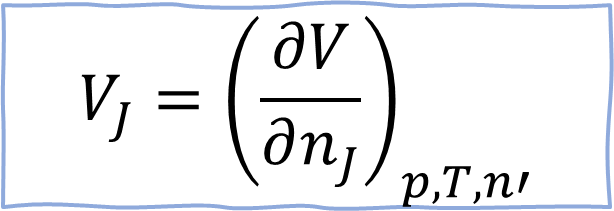 V_J = (∂V/∂n_J)_{p,T,n′}